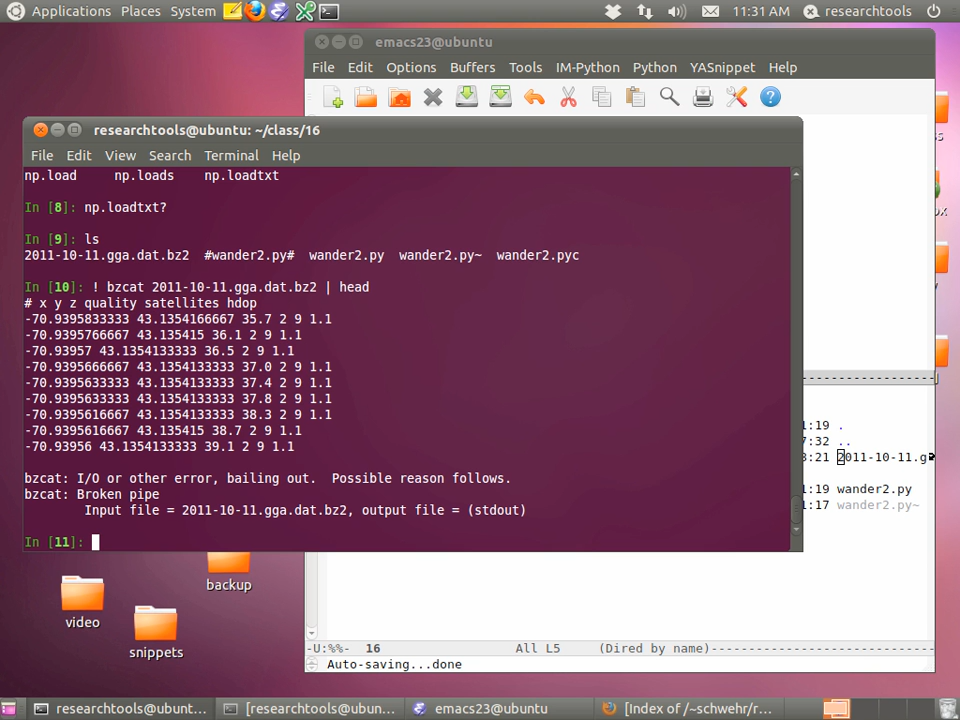 Applications Places System 11:31 AM researchtools
emacs23@ubuntu
File Edit Options Buffers Tools IM-Python Python YASnippet Help
researchtools@ubuntu: ~/class/16
File Edit View Search Terminal Help
np.load np.loads np.loadtxt
In [8]: np.loadtxt?
In [9]: ls
2011-10-11.gga.dat.bz2 #wander2.py# wander2.py wander2.py~ wander2.pyc
In [10]: ! bzcat 2011-10-11.gga.dat.bz2 | head
# x y z quality satellites hdop
-70.9395833333 43.1354166667 35.7 2 9 1.1
-70.9395766667 43.135415 36.1 2 9 1.1
-70.93957 43.1354133333 36.5 2 9 1.1
-70.9395666667 43.1354133333 37.0 2 9 1.1
-70.9395633333 43.1354133333 37.4 2 9 1.1
-70.9395633333 43.1354133333 37.8 2 9 1.1
-70.9395616667 43.1354133333 38.3 2 9 1.1
-70.9395616667 43.135415 38.7 2 9 1.1
-70.93956 43.1354133333 39.1 2 9 1.1
bzcat: I/O or other error, bailing out.  Possible reason follows.
bzcat: Broken pipe
Input file = 2011-10-11.gga.dat.bz2, output file = (stdout)
In [11]:
:19 .
7:32 ..
3:21 2011-10-11.g
:19 wander2.py
:17 wander2.py~
backup
video
snippets
-U:%%- 16 All L5 (Dired by name)
Auto-saving...done
researchtools@ubunt... [researchtools@ubun... emacs23@ubuntu [Index of /~schwehr/r...